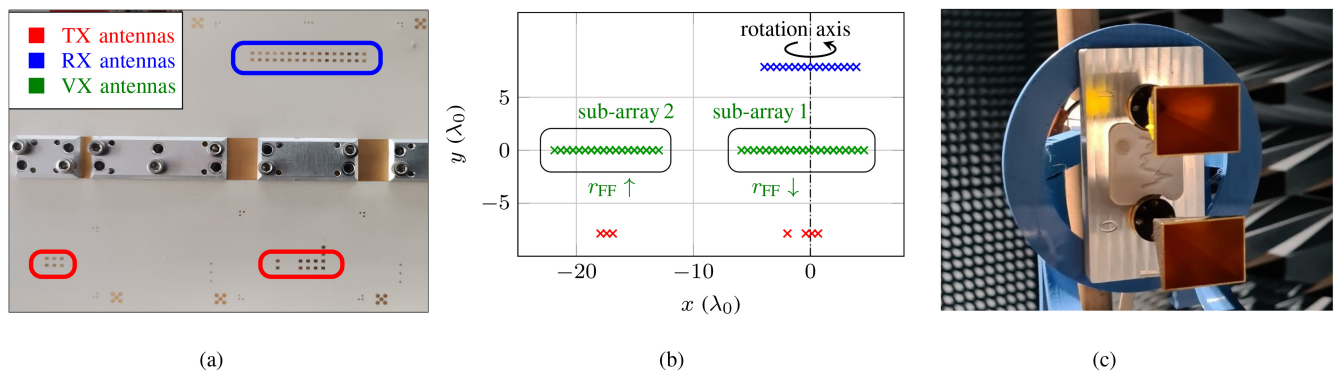 TX antennas
RX antennas
VX antennas
(a)
rotation axis
sub-array 2 sub-array 1
r_FF ↑ r_FF ↓
5
0
−5
−20 −10 0
y (λ₀)
x (λ₀)
(b)
(c)